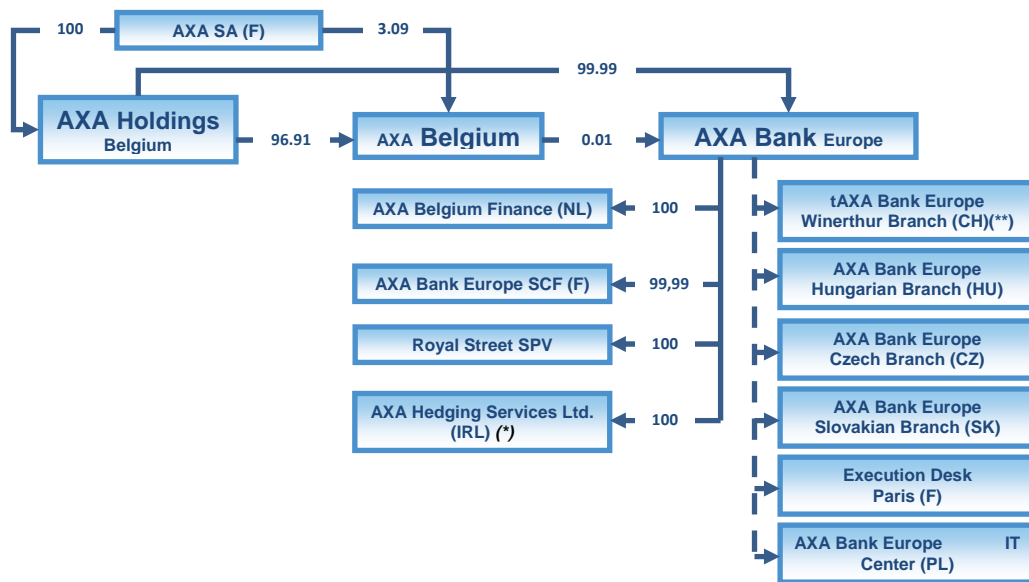 100
AXA SA (F)
3.09
99.99
AXA Holdings
Belgium
96.91
AXA Belgium
0.01
AXA Bank Europe
AXA Belgium Finance (NL)
100
tAXA Bank Europe
Winerthur Branch (CH)(**)
AXA Bank Europe SCF (F)
99,99
AXA Bank Europe
Hungarian Branch (HU)
Royal Street SPV
100
AXA Bank Europe
Czech Branch (CZ)
AXA Hedging Services Ltd.
(IRL) (*)
100
AXA Bank Europe
Slovakian Branch (SK)
Execution Desk
Paris (F)
AXA Bank Europe IT
Center (PL)